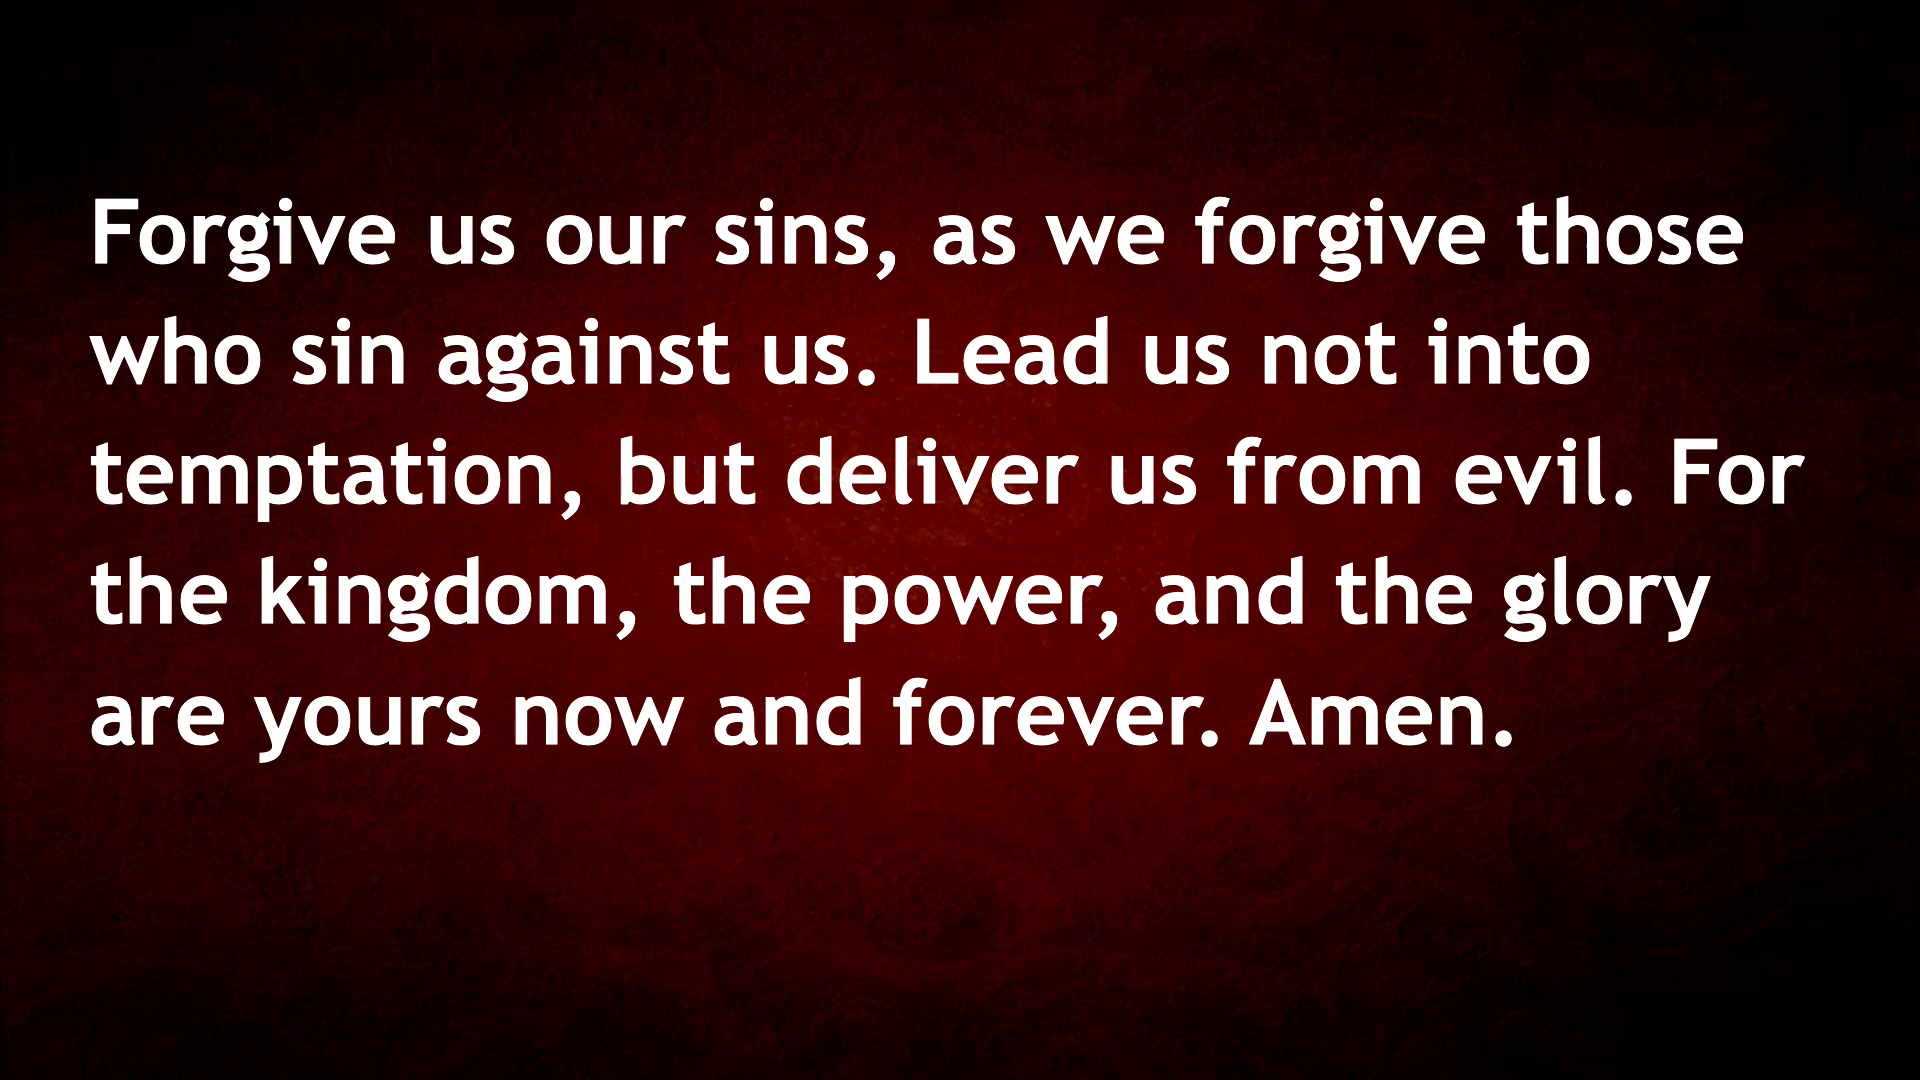 Forgive us our sins, as we forgive those
who sin against us. Lead us not into
temptation, but deliver us from evil. For
the kingdom, the power, and the glory
are yours now and forever. Amen.